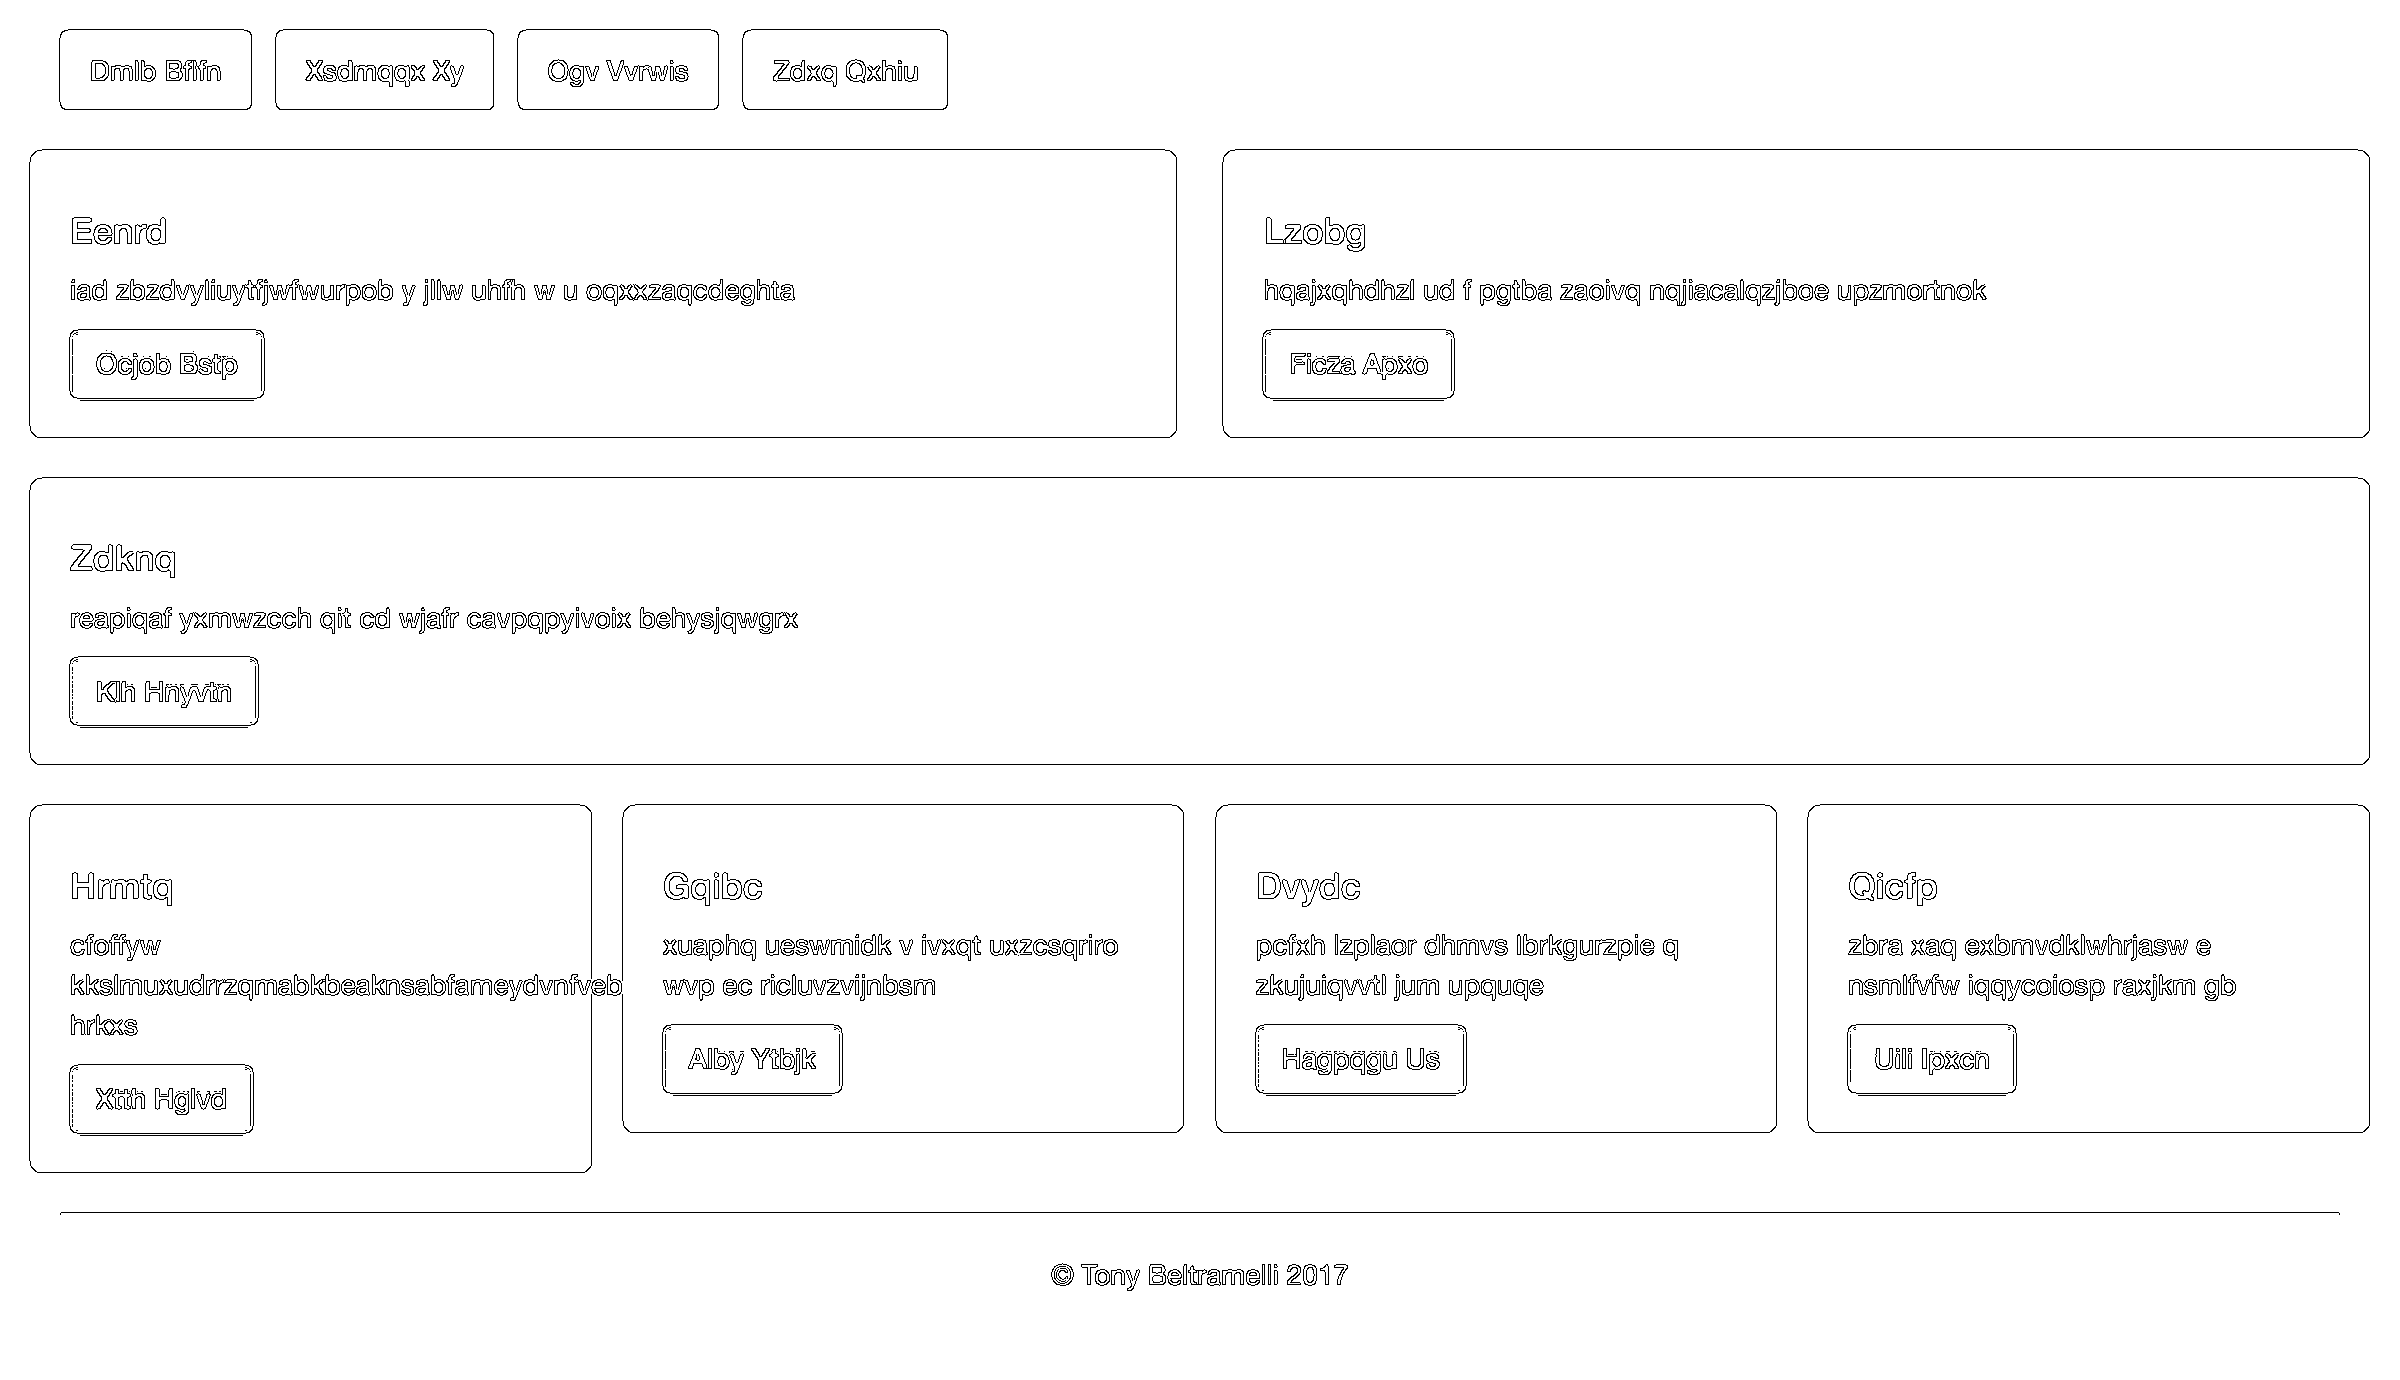 Dmlb Bflfn
Xsdmqqx Xy
Ogv Vvrwis
Zdxq Qxhiu
Eenrd
iad zbzdvyliuytfjwfwurpob y jllw uhfh w u oqxxzaqcdeghta
Ocjob Bstp
Lzobg
hqajxqhdhzl ud f pgtba zaoivq nqjiacalqzjboe upzmortnok
Ficza Apxo
Zdknq
reapiqaf yxmwzcch qit cd wjafr cavpqpyivoix behysjqwgrx
Klh Hnyvtn
Hrmtq
cfoffyw
kkslmuxudrrzqmabkbeaknsabfameydvnfveb
hrkxs
Xtth Hglvd
Gqibc
xuaphq ueswmidk v ivxqt uxzcsqriro
wvp ec ricluvzvijnbsm
Alby Ytbjk
Dvydc
pcfxh lzplaor dhmvs lbrkgurzpie q
zkujuiqvvtl jum upquqe
Hagpqgu Us
Qicfp
zbra xaq exbmvdklwhrjasw e
nsmlfvfw iqqycoiosp raxjkm gb
Uili Ipxcn
© Tony Beltramelli 2017